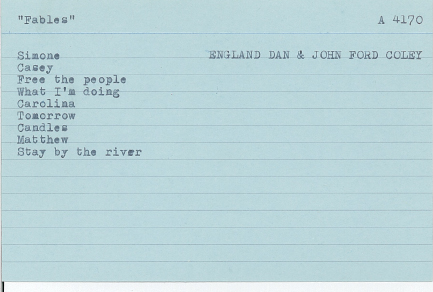 "Fables" A 4170
Simone ENGLAND DAN & JOHN FORD COLEY
Casey
Free the people
What I'm doing
Carolina
Tomorrow
Candles
Matthew
Stay by the river